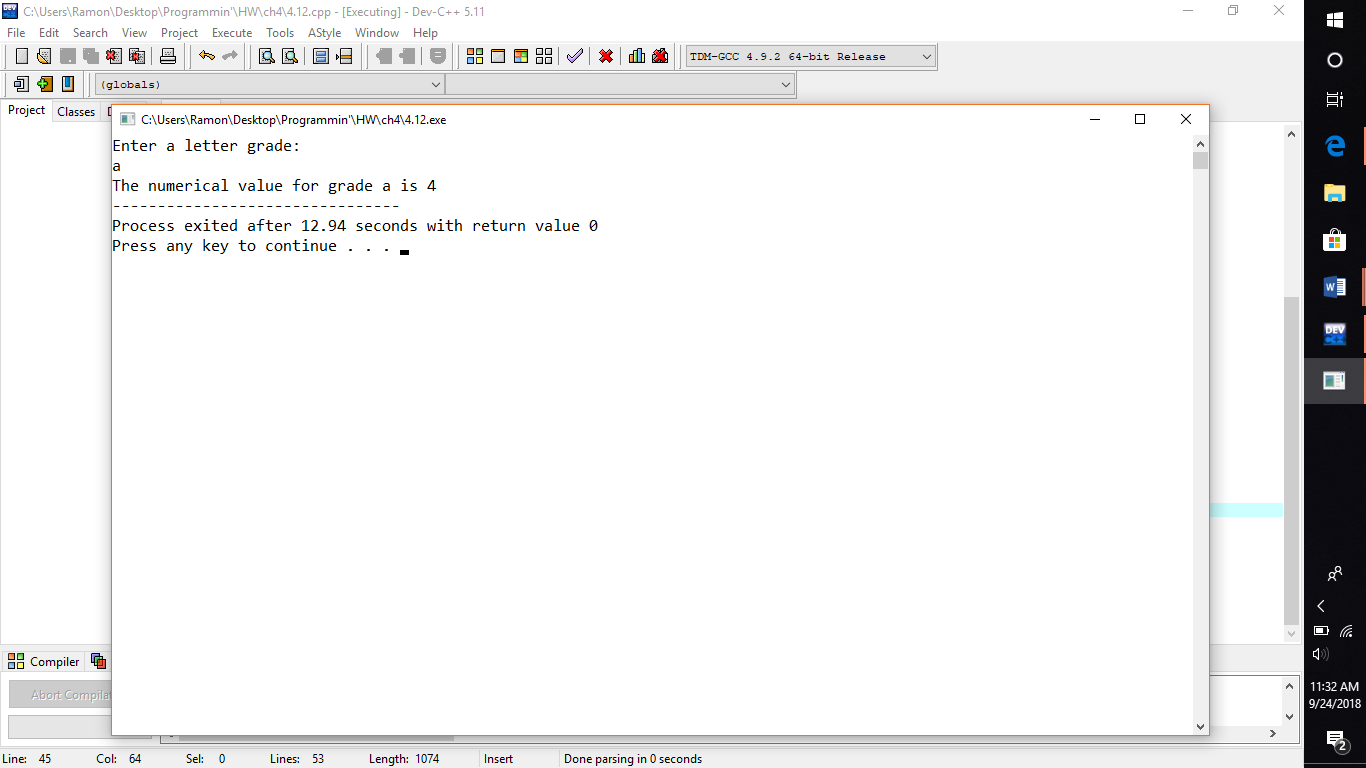 C:\Users\Ramon\Desktop\Programmin'\HW\ch4\4.12.cpp - [Executing] - Dev-C++ 5.11
File Edit Search View Project Execute Tools AStyle Window Help
TDM-GCC 4.9.2 64-bit Release
(globals)
Project Classes D
C:\Users\Ramon\Desktop\Programmin'\HW\ch4\4.12.exe
Enter a letter grade:
a
The numerical value for grade a is 4
--------------------------------
Process exited after 12.94 seconds with return value 0
Press any key to continue . . .
Compiler
Abort Compilat
Line: 45 Col: 64 Sel: 0 Lines: 53 Length: 1074 Insert Done parsing in 0 seconds
DEV
11:32 AM
9/24/2018
2